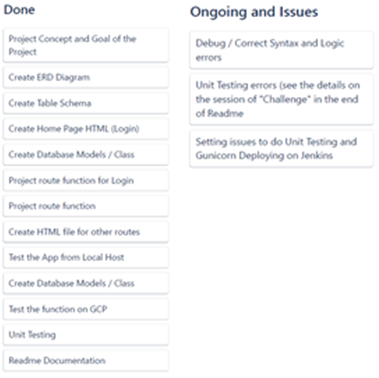 Done
Project Concept and Goal of the
Project
Create ERD Diagram
Create Table Schema
Create Home Page HTML (Login)
Create Database Models / Class
Project route function for Login
Project route function
Create HTML file for other routes
Test the App from Local Host
Create Database Models / Class
Test the function on GCP
Unit Testing
Readme Documentation
Ongoing and Issues
Debug / Correct Syntax and Logic
errors
Unit Testing errors (see the details on
the session of "Challenge" in the end
of Readme
Setting issues to do Unit Testing and
Gunicorn Deploying on Jenkins